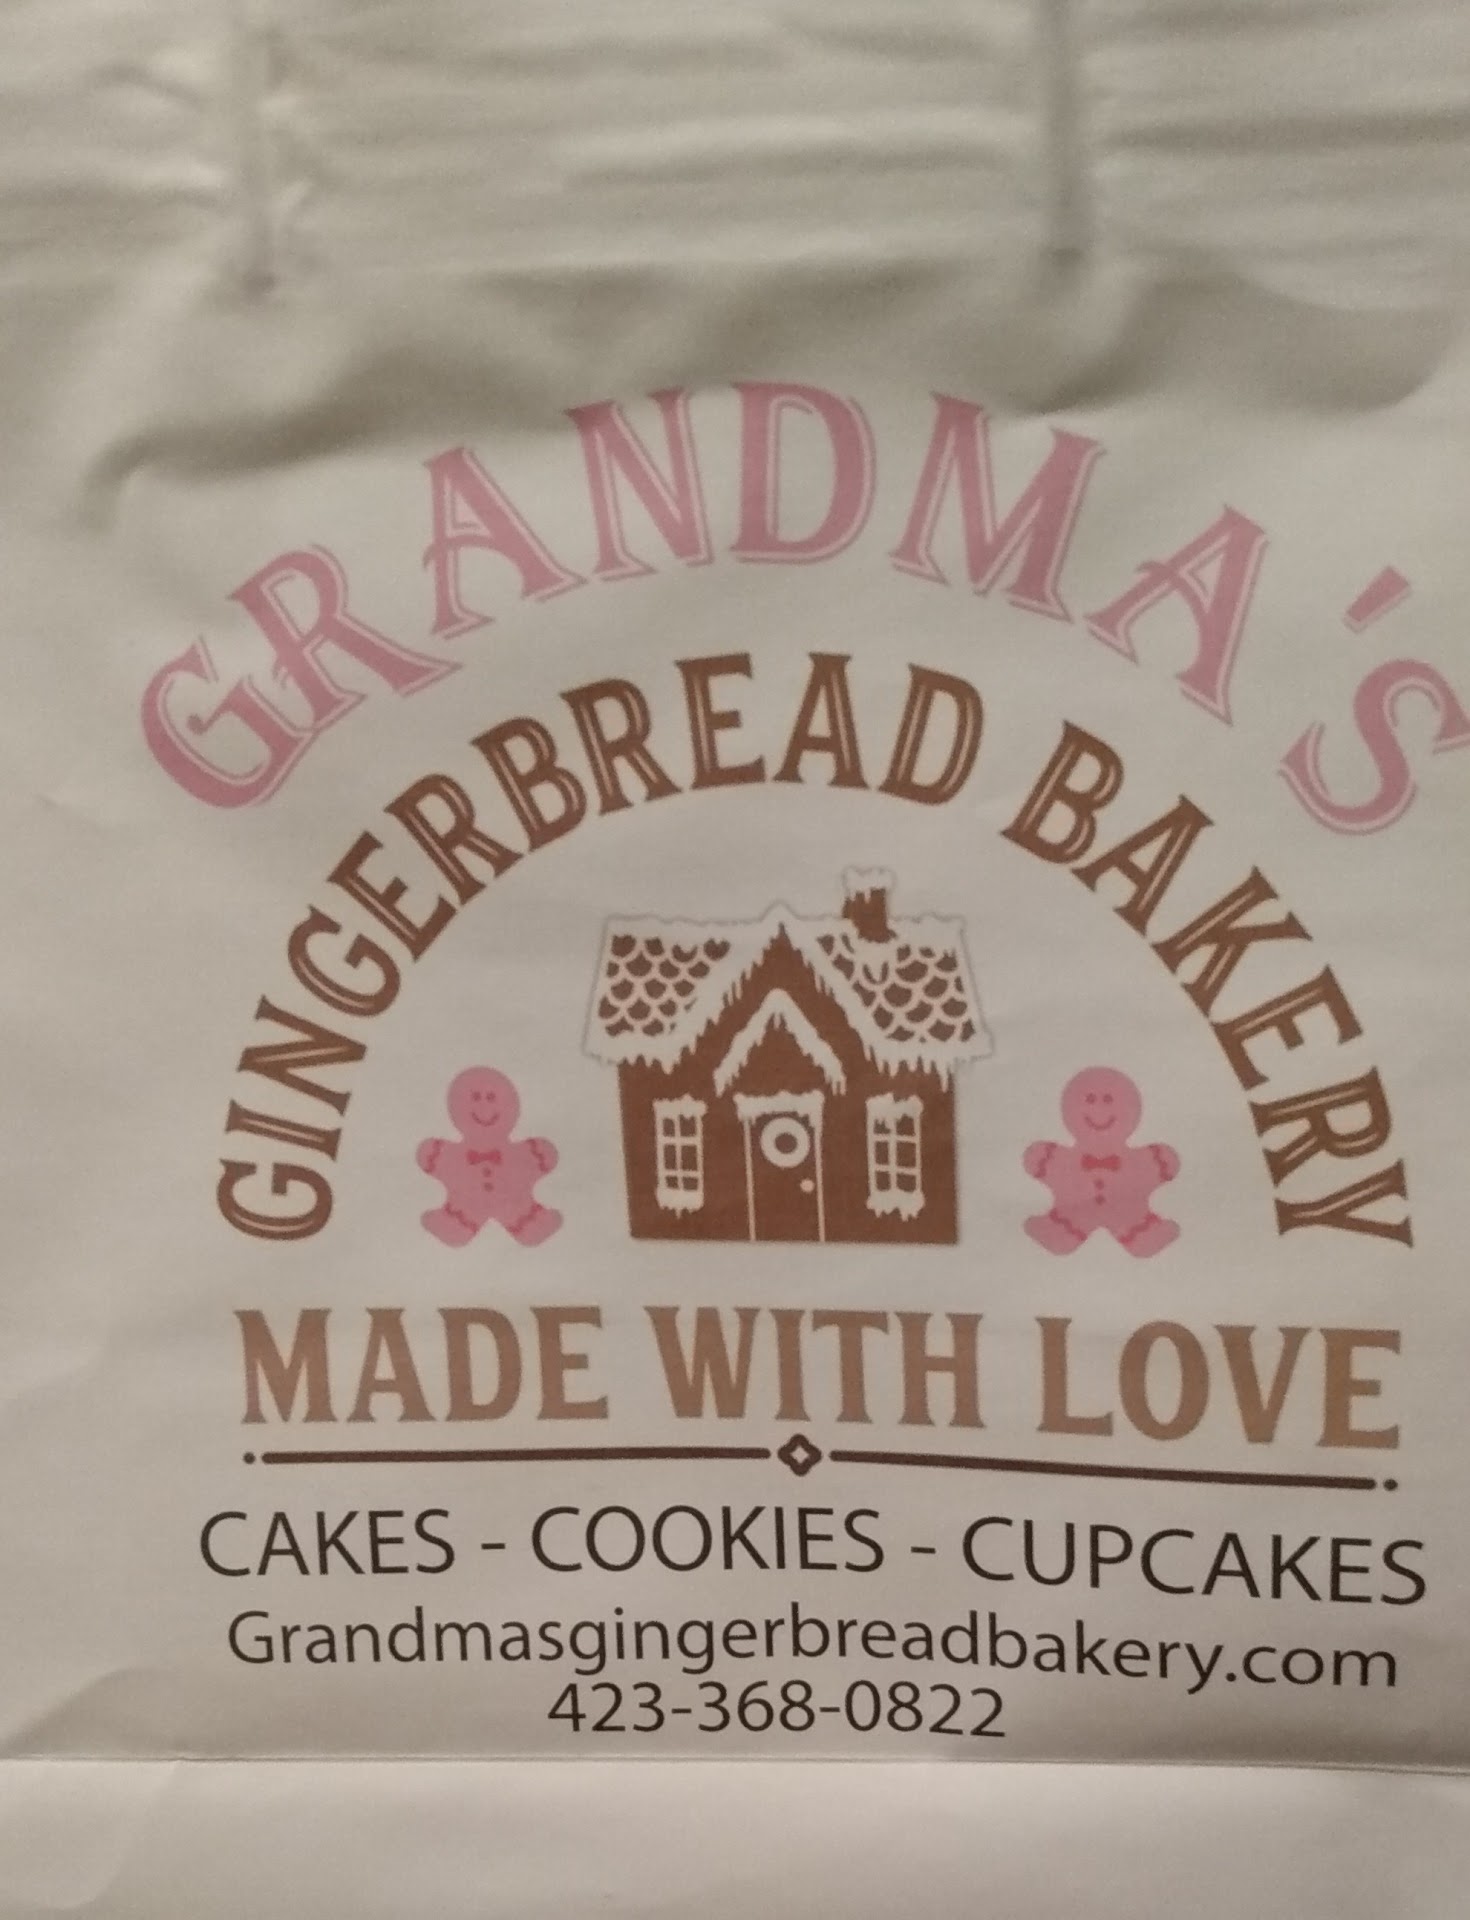 GRANDMA'S
GINGERBREAD BAKERY
MADE WITH LOVE
CAKES - COOKIES - CUPCAKES
Grandmasgingerbreadbakery.com
423-368-0822